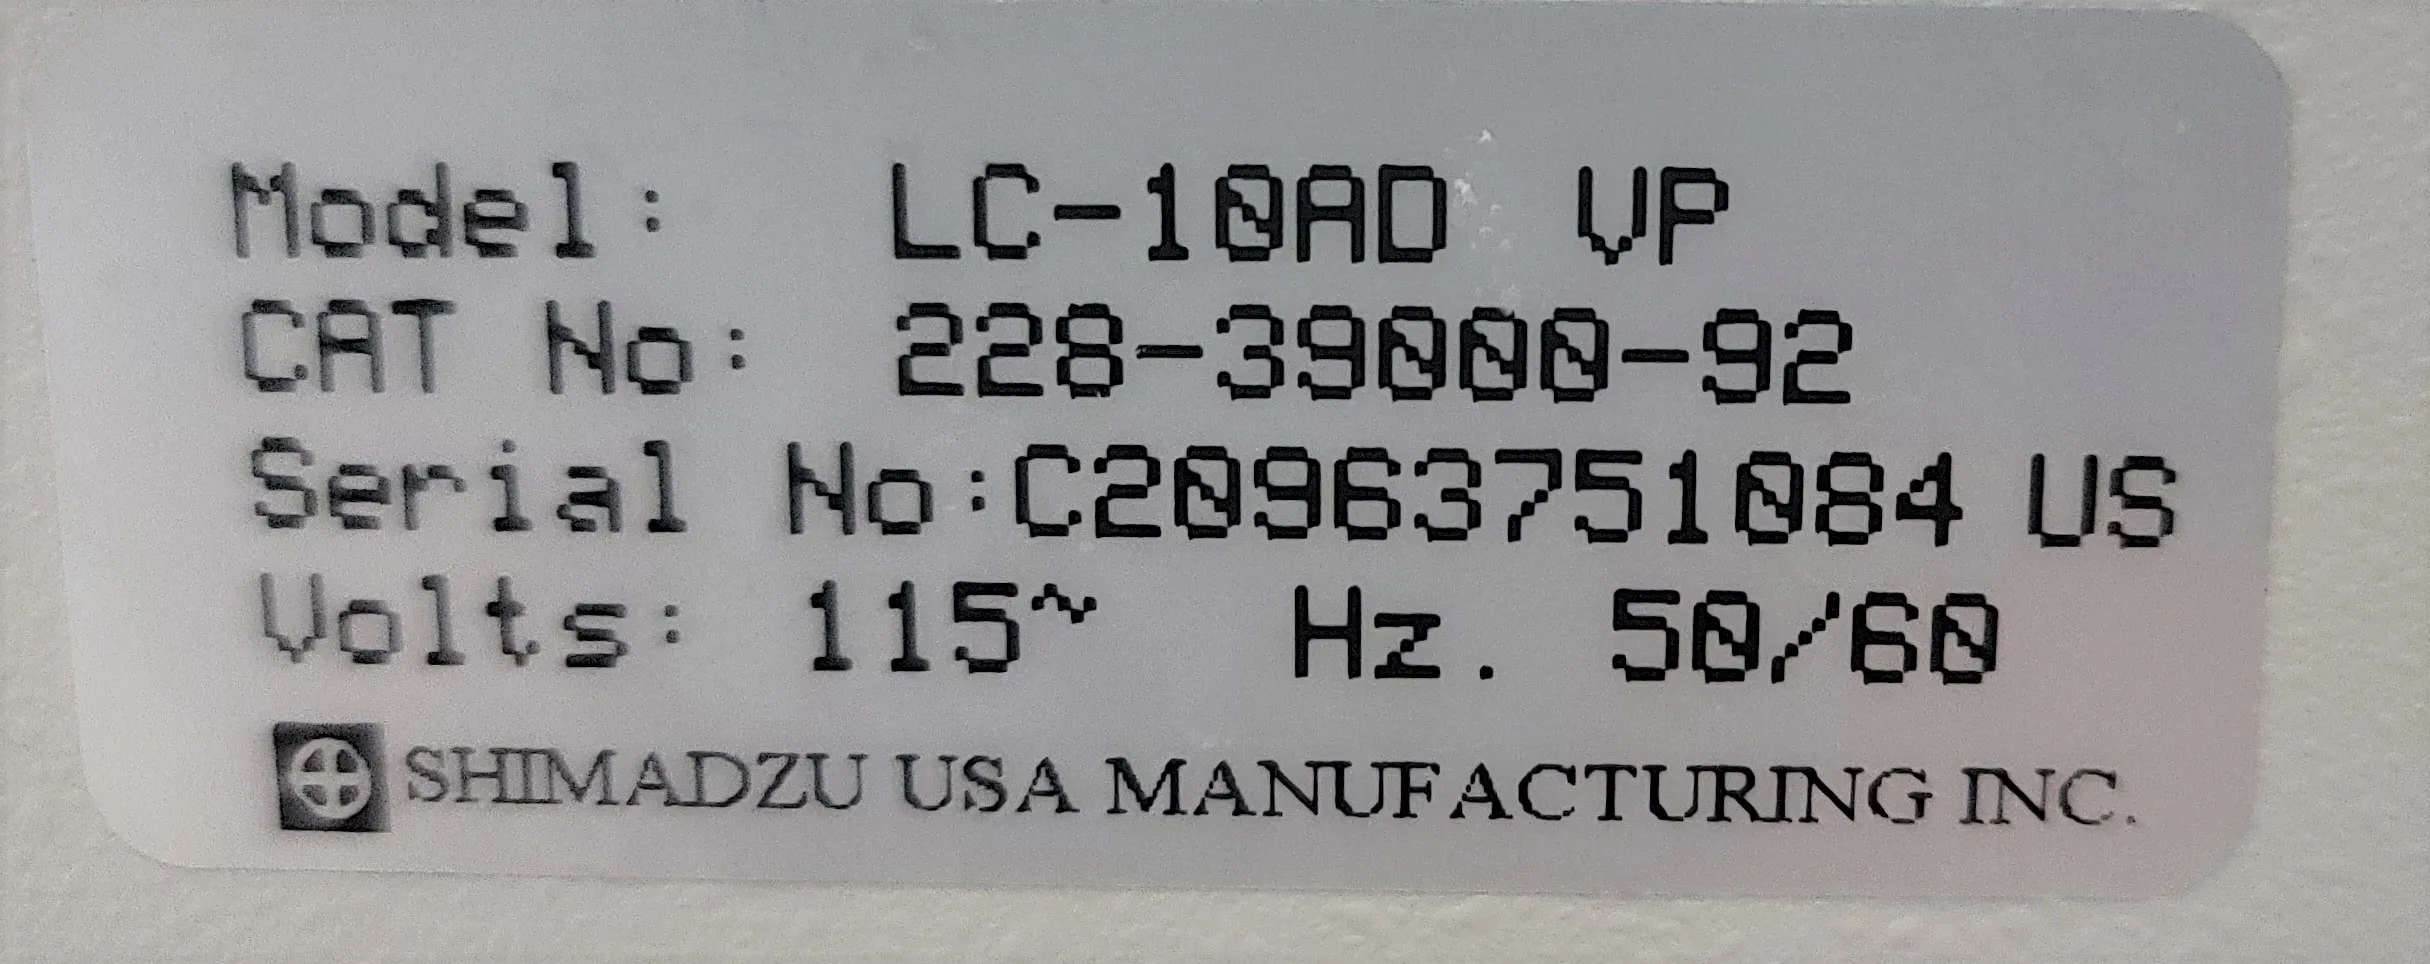 Model: LC-10AD VP
CAT No: 228-39000-92
Serial No:C20963751084 US
Volts: 115~ Hz. 50/60
SHIMADZU USA MANUFACTURING INC.